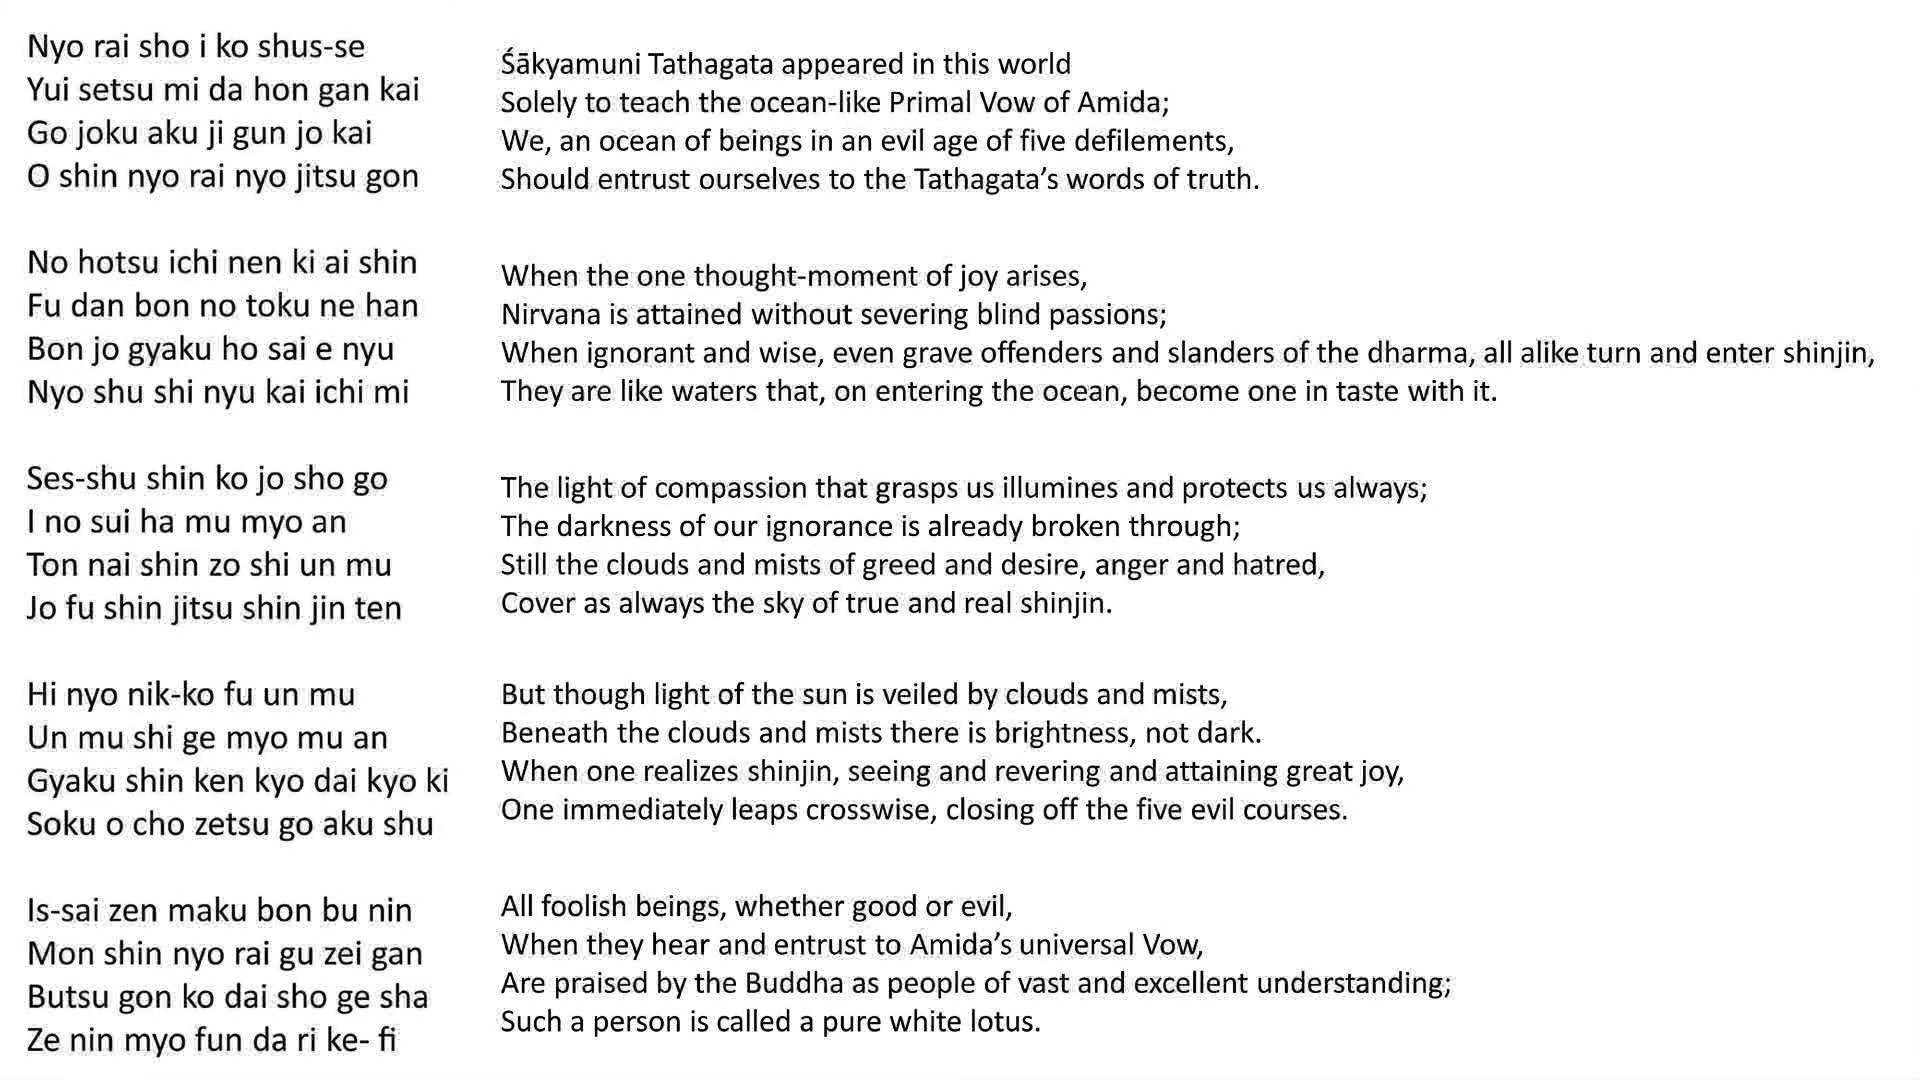 Nyo rai sho i ko shus-se
Yui setsu mi da hon gan kai
Go joku aku ji gun jo kai
O shin nyo rai nyo jitsu gon
No hotsu ichi nen ki ai shin
Fu dan bon no toku ne han
Bon jo gyaku ho sai e nyu
Nyo shu shi nyu kai ichi mi
Ses-shu shin ko jo sho go
I no sui ha mu myo an
Ton nai shin zo shi un mu
Jo fu shin jitsu shin jin ten
Hi nyo nik-ko fu un mu
Un mu shi ge myo mu an
Gyaku shin ken kyo dai kyo ki
Soku o cho zetsu go aku shu
Is-sai zen maku bon bu nin
Mon shin nyo rai gu zei gan
Butsu gon ko dai sho ge sha
Ze nin myo fun da ri ke- fi
Śākyamuni Tathagata appeared in this world
Solely to teach the ocean-like Primal Vow of Amida;
We, an ocean of beings in an evil age of five defilements,
Should entrust ourselves to the Tathagata’s words of truth.
When the one thought-moment of joy arises,
Nirvana is attained without severing blind passions;
When ignorant and wise, even grave offenders and slanders of the dharma, all alike turn and enter shinjin,
They are like waters that, on entering the ocean, become one in taste with it.
The light of compassion that grasps us illumines and protects us always;
The darkness of our ignorance is already broken through;
Still the clouds and mists of greed and desire, anger and hatred,
Cover as always the sky of true and real shinjin.
But though light of the sun is veiled by clouds and mists,
Beneath the clouds and mists there is brightness, not dark.
When one realizes shinjin, seeing and revering and attaining great joy,
One immediately leaps crosswise, closing off the five evil courses.
All foolish beings, whether good or evil,
When they hear and entrust to Amida’s universal Vow,
Are praised by the Buddha as people of vast and excellent understanding;
Such a person is called a pure white lotus.